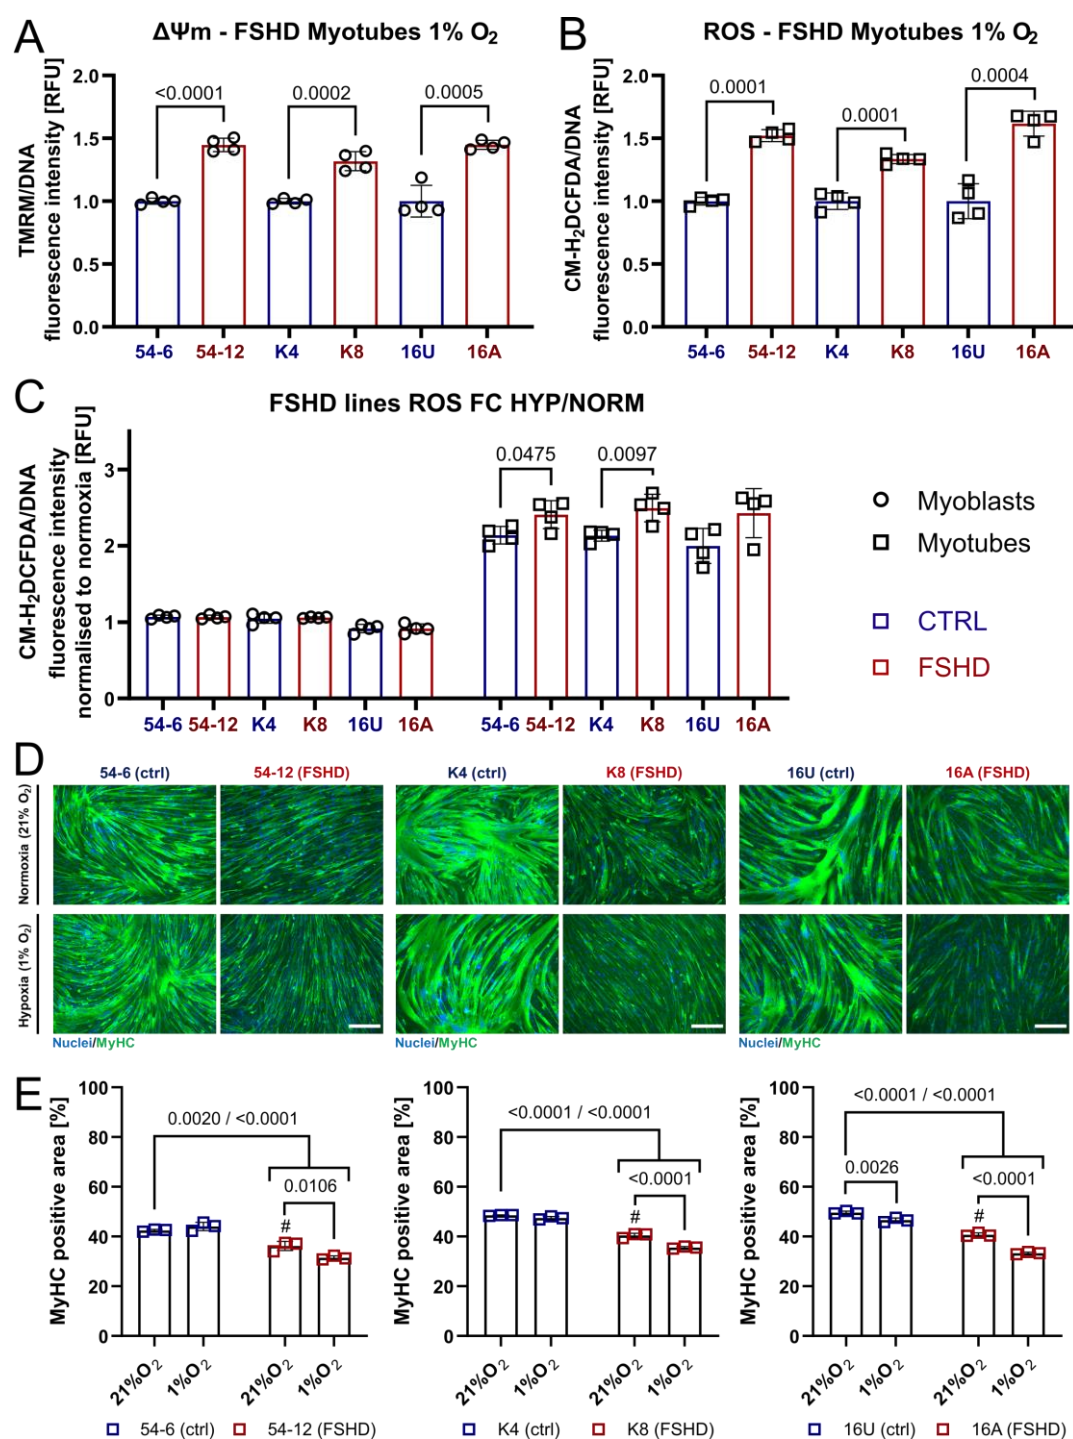 A
ΔΨm - FSHD Myotubes 1% O₂
TMRM/DNA
fluorescence intensity [RFU]
2.0
1.5
1.0
0.5
0.0
<0.0001
0.0002
0.0005
54-6 54-12 K4 K8 16U 16A
B
ROS - FSHD Myotubes 1% O₂
CM-H₂DCFDA/DNA
fluorescence intensity [RFU]
2.0
1.5
1.0
0.5
0.0
0.0001
0.0001
0.0004
54-6 54-12 K4 K8 16U 16A
C
FSHD lines ROS FC HYP/NORM
CM-H₂DCFDA/DNA
fluorescence intensity
normalised to normoxia [RFU]
3
2
1
0
0.0475
0.0097
54-6 54-12 K4 K8 16U 16A 54-6 54-12 K4 K8 16U 16A
Myoblasts
Myotubes
CTRL
FSHD
D
54-6 (ctrl) 54-12 (FSHD) K4 (ctrl) K8 (FSHD) 16U (ctrl) 16A (FSHD)
Normoxia (21% O₂)
Hypoxia (1% O₂)
Nuclei/MyHC Nuclei/MyHC Nuclei/MyHC
E
MyHC positive area [%]
100
80
60
40
20
0
0.0020 / <0.0001
0.0106
#
21%O₂ 1%O₂ 21%O₂ 1%O₂
54-6 (ctrl) 54-12 (FSHD)
MyHC positive area [%]
100
80
60
40
20
0
<0.0001 / <0.0001
<0.0001
#
21%O₂ 1%O₂ 21%O₂ 1%O₂
K4 (ctrl) K8 (FSHD)
MyHC positive area [%]
100
80
60
40
20
0
<0.0001 / <0.0001
0.0026
<0.0001
#
21%O₂ 1%O₂ 21%O₂ 1%O₂
16U (ctrl) 16A (FSHD)